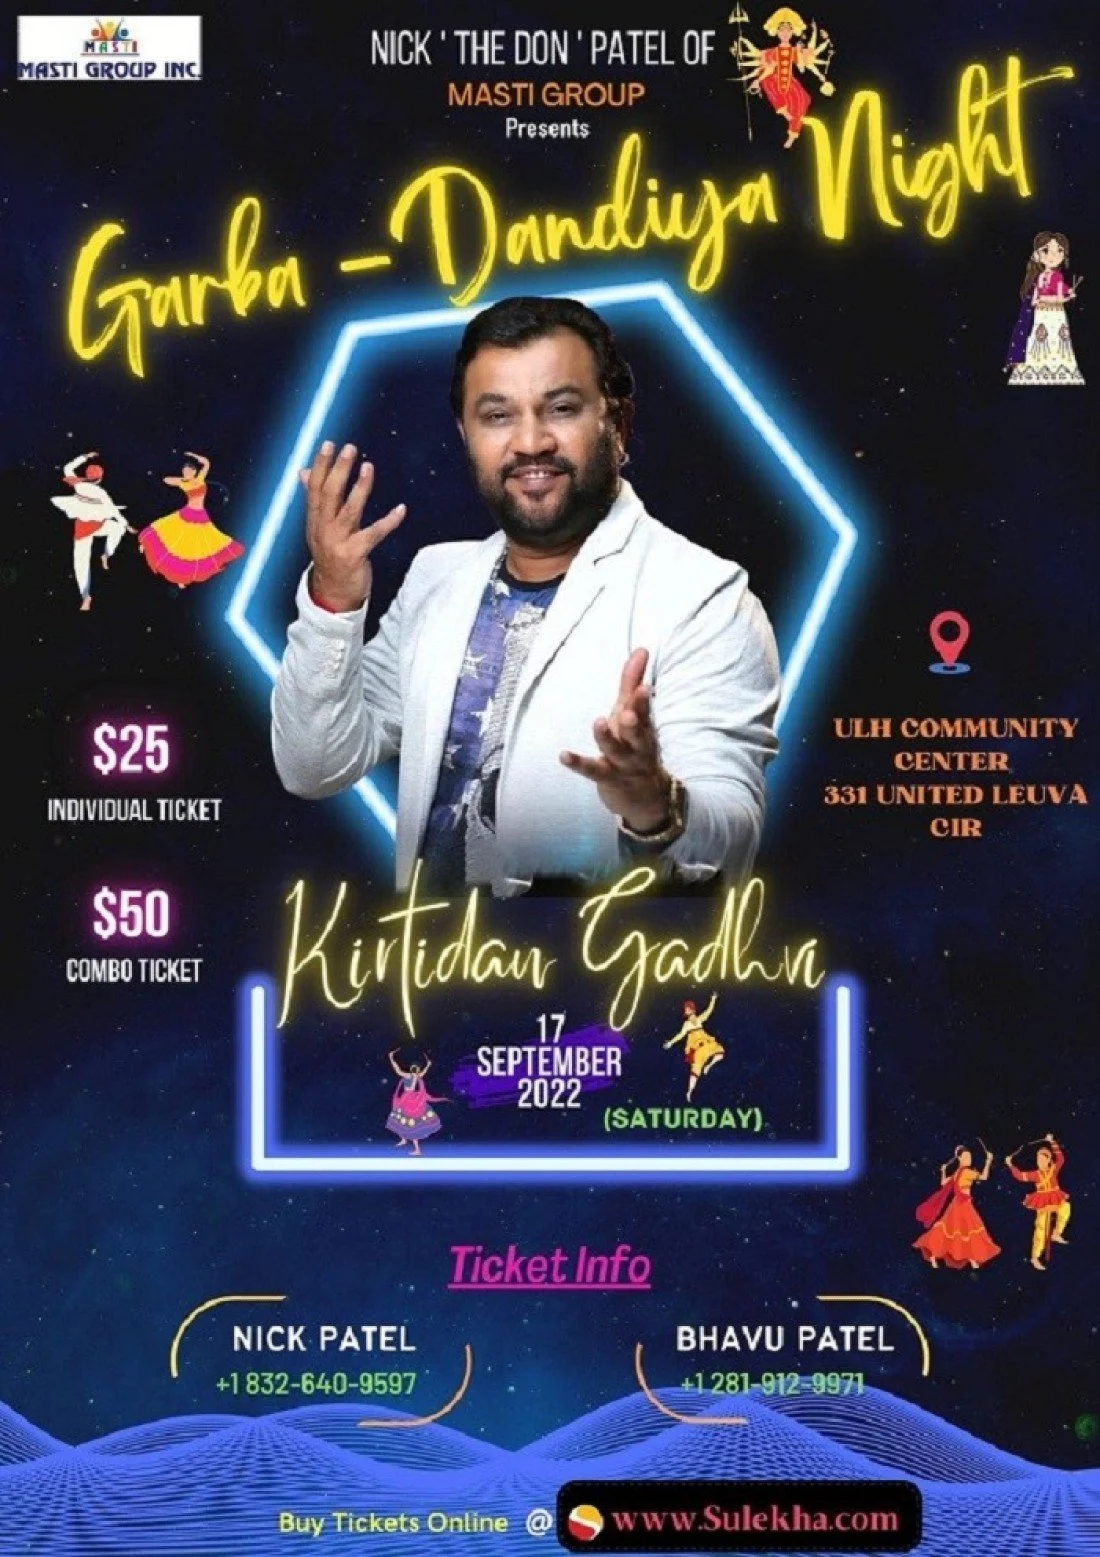 MASTI
MASTI GROUP INC.
NICK ' THE DON ' PATEL OF
MASTI GROUP
Presents
Garba - Dandiya Night
$25
INDIVIDUAL TICKET
$50
COMBO TICKET
ULH COMMUNITY
CENTER
331 UNITED LEUVA
CIR
Kirtidan Gadhvi
17
SEPTEMBER
2022
(SATURDAY)
Ticket Info
NICK PATEL
+1 832-640-9597
BHAVU PATEL
+1 281-912-9971
Buy Tickets Online @ www.Sulekha.com